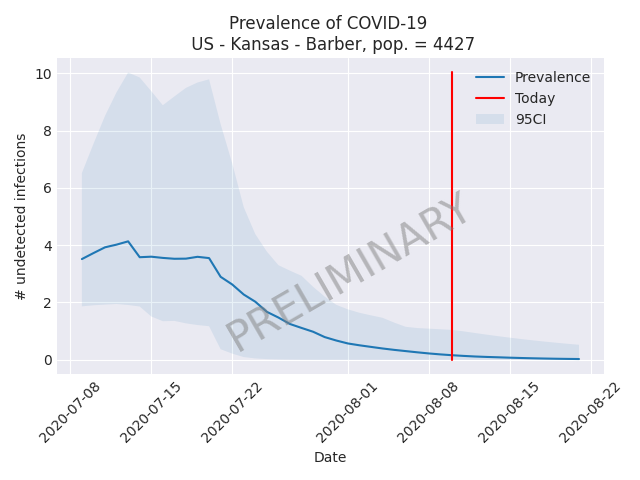 Prevalence of COVID-19
US - Kansas - Barber, pop. = 4427
Prevalence
Today
95CI
PRELIMINARY
# undetected infections
10
8
6
4
2
0
2020-07-08
2020-07-15
2020-07-22
2020-08-01
2020-08-08
2020-08-15
2020-08-22
Date